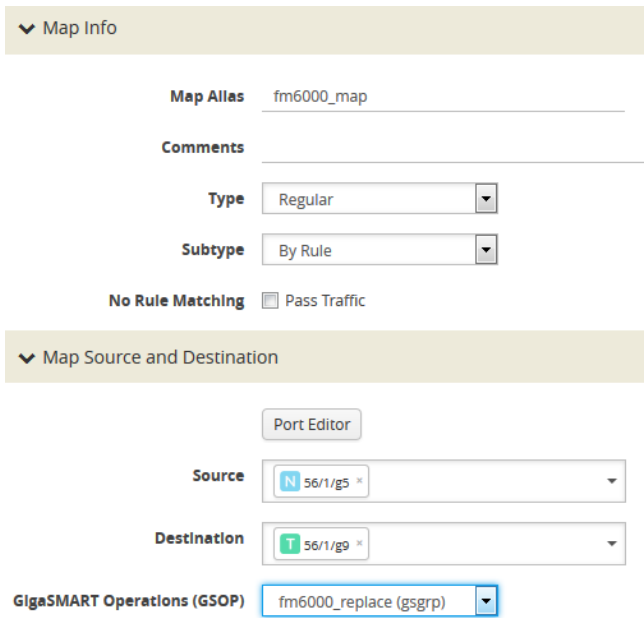 Map Info
Map Alias fm6000_map
Comments
Type Regular
Subtype By Rule
No Rule Matching Pass Traffic
Map Source and Destination
Port Editor
Source N 56/1/g5 ×
Destination T 56/1/g9 ×
GigaSMART Operations (GSOP) fm6000_replace (gsgrp)